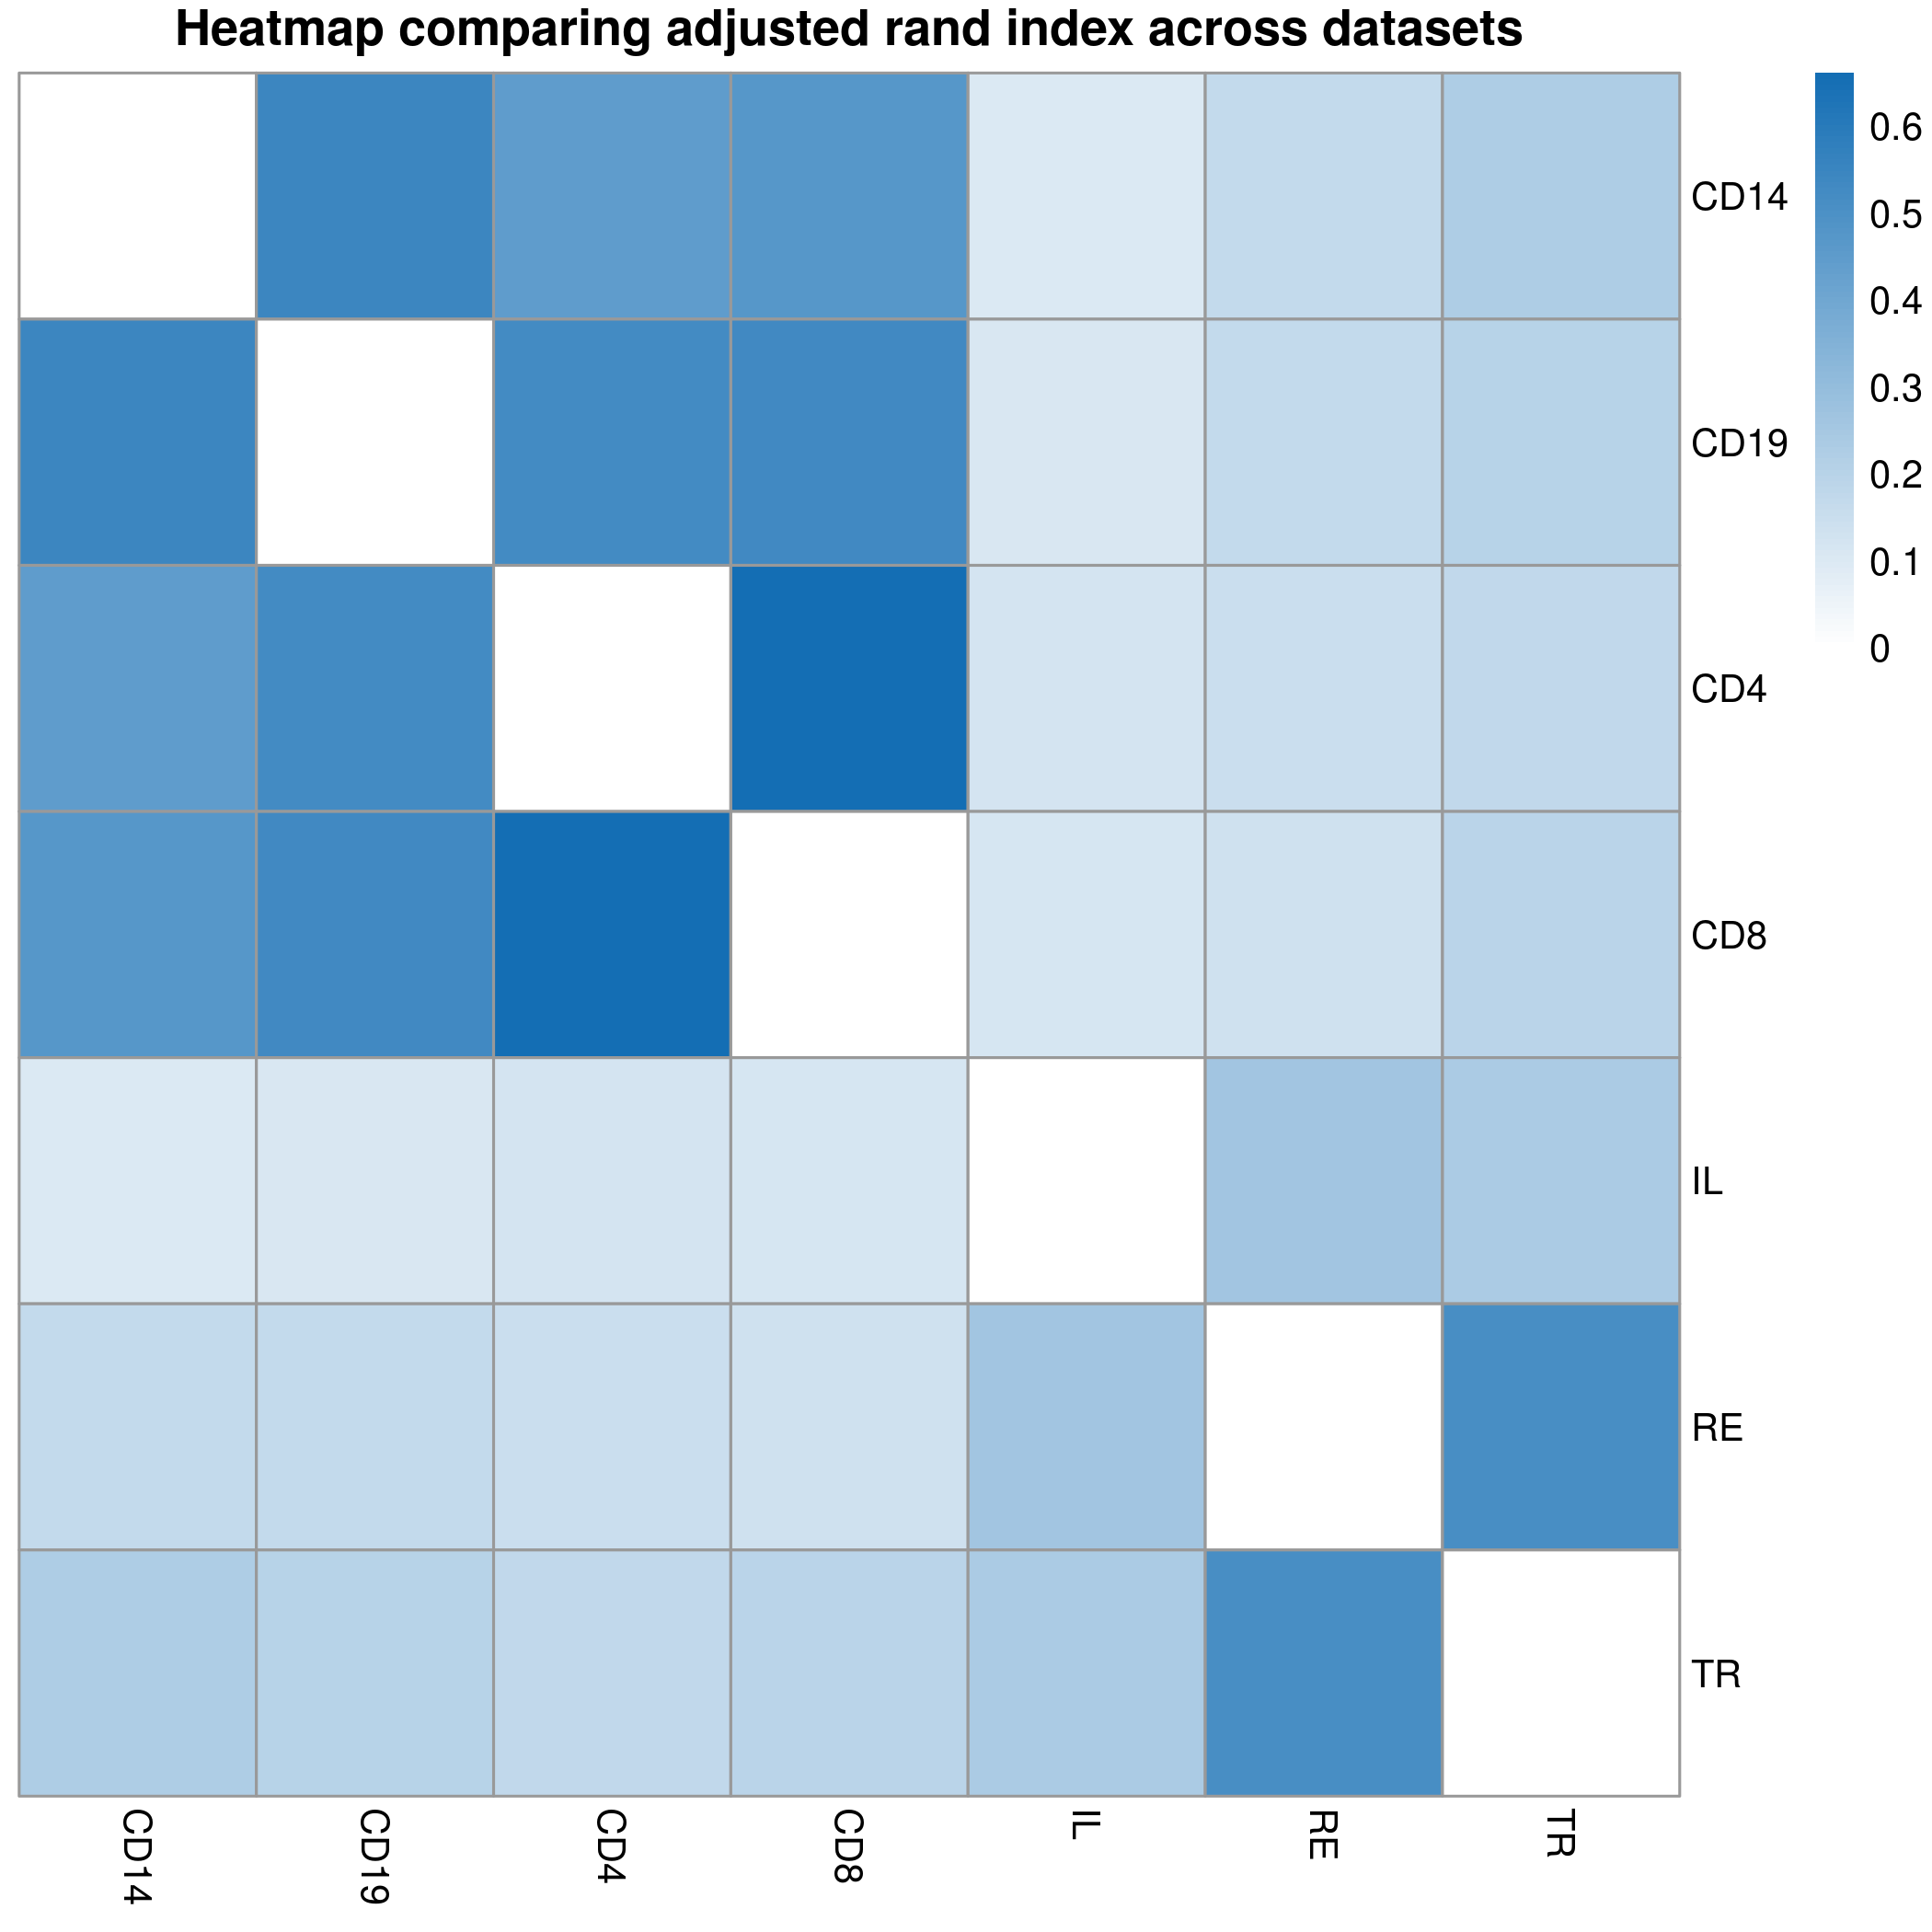 Heatmap comparing adjusted rand index across datasets
0.6
0.5
0.4
0.3
0.2
0.1
0
CD14
CD19
CD4
CD8
IL
RE
TR
CD14
CD19
CD4
CD8
IL
RE
TR